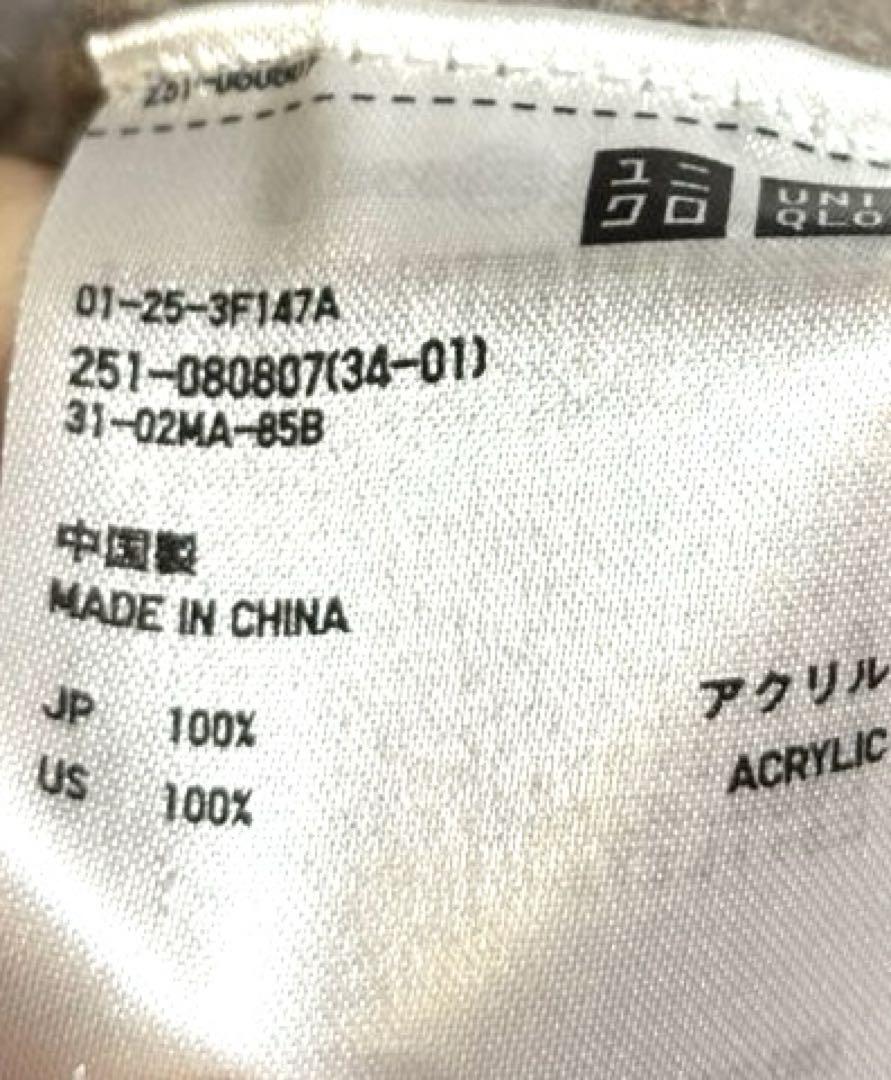 ユニ
クロ
UNI
QLO
01-25-3F147A
251-080807(34-01)
31-02MA-85B
中国製
MADE IN CHINA
JP 100% アクリル
US 100% ACRYLIC